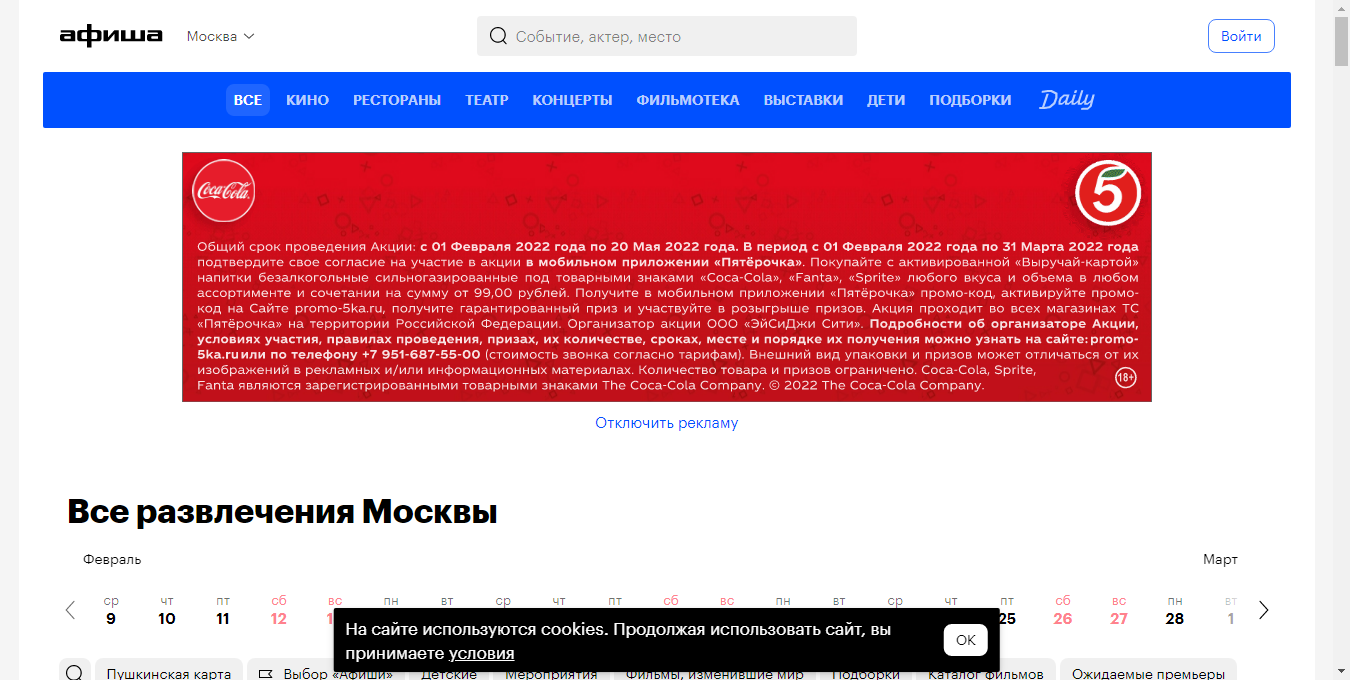 афиша
Москва
Событие, актер, место
Войти
ВСЕ КИНО РЕСТОРАНЫ ТЕАТР КОНЦЕРТЫ ФИЛЬМОТЕКА ВЫСТАВКИ ДЕТИ ПОДБОРКИ Daily
Coca-Cola
5
Общий срок проведения Акции: с 01 Февраля 2022 года по 20 Мая 2022 года. В период с 01 Февраля 2022 года по 31 Марта 2022 года
подтвердите свое согласие на участие в акции в мобильном приложении «Пятёрочка». Покупайте с активированной «Выручай-картой»
напитки безалкогольные сильногазированные под товарными знаками «Coca-Cola», «Fanta», «Sprite» любого вкуса и объема в любом
ассортименте и сочетании на сумму от 99,00 рублей. Получите в мобильном приложении «Пятёрочка» промо-код, активируйте промо-
код на Сайте promo-5ka.ru, получите гарантированный приз и участвуйте в розыгрыше призов. Акция проходит во всех магазинах ТС
«Пятёрочка» на территории Российской Федерации. Организатор акции ООО «ЭйСиДжи Сити». Подробности об организаторе Акции,
условиях участия, правилах проведения, призах, их количестве, сроках, месте и порядке их получения можно узнать на сайте: promo-
5ka.ru или по телефону +7 951-687-55-00 (стоимость звонка согласно тарифам). Внешний вид упаковки и призов может отличаться от их
изображений в рекламных и/или информационных материалах. Количество товара и призов ограничено. Coca-Cola, Sprite,
Fanta являются зарегистрированными товарными знаками The Coca-Cola Company. © 2022 The Coca-Cola Company.
18+
Отключить рекламу
Все развлечения Москвы
Февраль Март
ср чт пт сб вс пн вт ср чт пт сб вс пн вт ср чт пт сб вс пн вт
9 10 11 12 1 25 26 27 28 1
На сайте используются cookies. Продолжая использовать сайт, вы
принимаете условия
ОК
Пушкинская карта Выбор «Афиши» Детские Мероприятия Фильмы, изменившие мир Подборки Каталог фильмов Ожидаемые премьеры